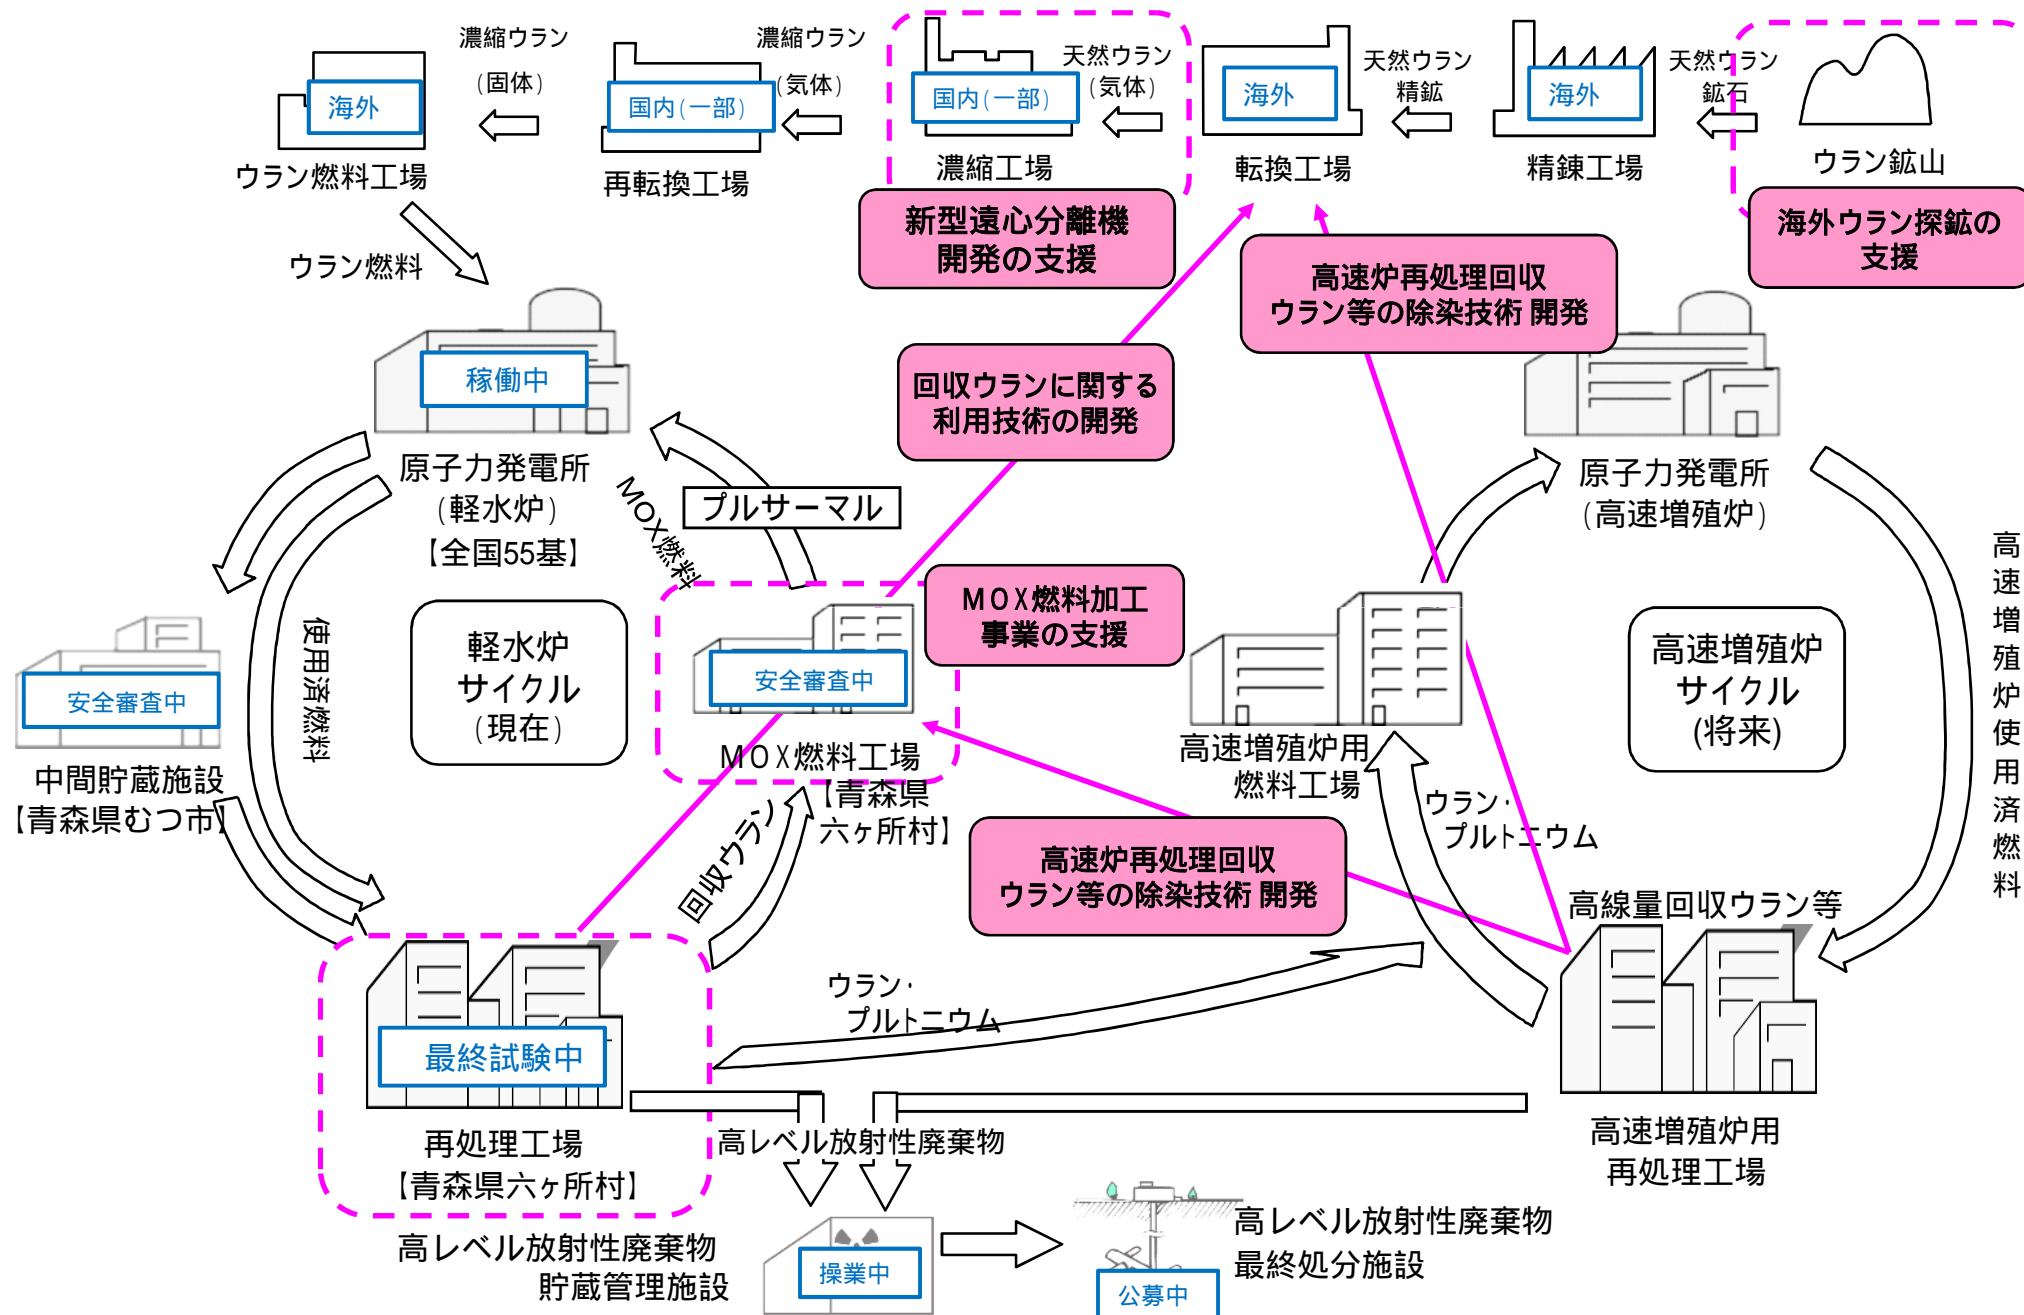 濃縮ウラン
(固体)
濃縮ウラン
(気体)
天然ウラン
(気体)
天然ウラン
精鉱
天然ウラン
鉱石
海外
国内(一部)
国内(一部)
海外
海外
ウラン燃料工場
再転換工場
濃縮工場
転換工場
精錬工場
ウラン鉱山
新型遠心分離機
開発の支援
海外ウラン探鉱の
支援
高速炉再処理回収
ウラン等の除染技術 開発
ウラン燃料
稼働中
回収ウランに関する
利用技術の開発
原子力発電所
(軽水炉)
【全国55基】
MOX燃料
プルサーマル
原子力発電所
(高速増殖炉)
高速増殖炉使用済燃料
使用済燃料
軽水炉
サイクル
(現在)
MOX燃料加工
事業の支援
高速増殖炉
サイクル
(将来)
安全審査中
安全審査中
中間貯蔵施設
【青森県むつ市】
MOX燃料工場
【青森県
六ヶ所村】
高速増殖炉用
燃料工場
回収ウラン
ウラン・
プルトニウム
高速炉再処理回収
ウラン等の除染技術 開発
高線量回収ウラン等
ウラン・
プルトニウム
最終試験中
再処理工場
【青森県六ヶ所村】
高レベル放射性廃棄物
高速増殖炉用
再処理工場
高レベル放射性廃棄物
貯蔵管理施設
操業中
公募中
高レベル放射性廃棄物
最終処分施設